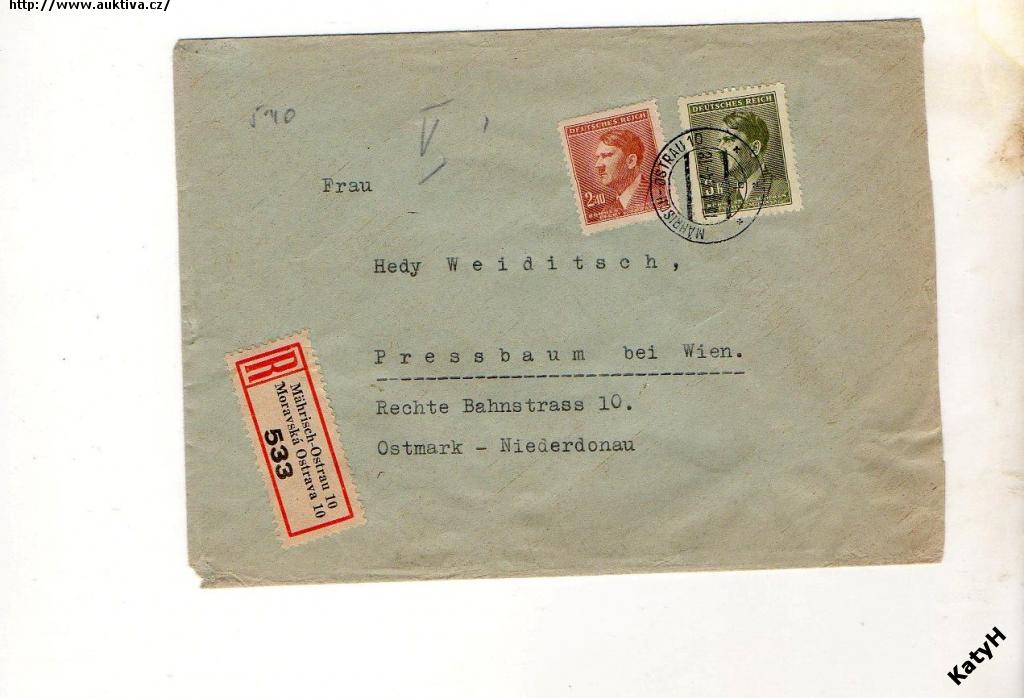 http://www.auktiva.cz/
540
V
DEUTSCHES REICH
2.40
DEUTSCHES REICH
MÄHRISCH-OSTRAU 10
Frau
Hedy Weiditsch,
Pressbaum bei Wien.
Rechte Bahnstrass 10.
Ostmark - Niederdonau
R
Mährisch-Ostrau 10
Moravská Ostrava 10
533
KatyH